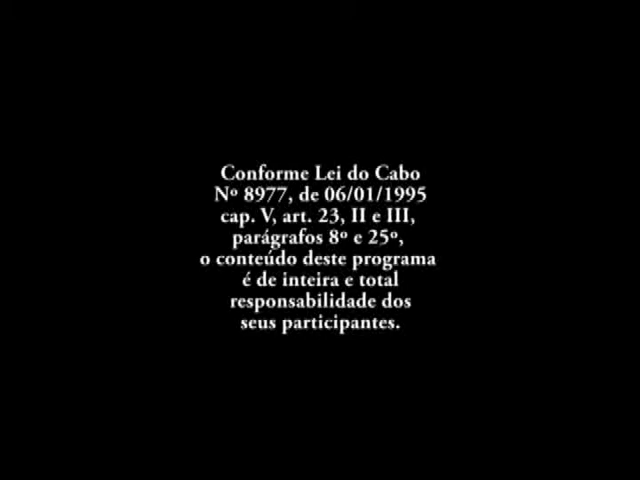 Conforme Lei do Cabo
Nº 8977, de 06/01/1995
cap. V, art. 23, II e III,
parágrafos 8º e 25º,
o conteúdo deste programa
é de inteira e total
responsabilidade dos
seus participantes.